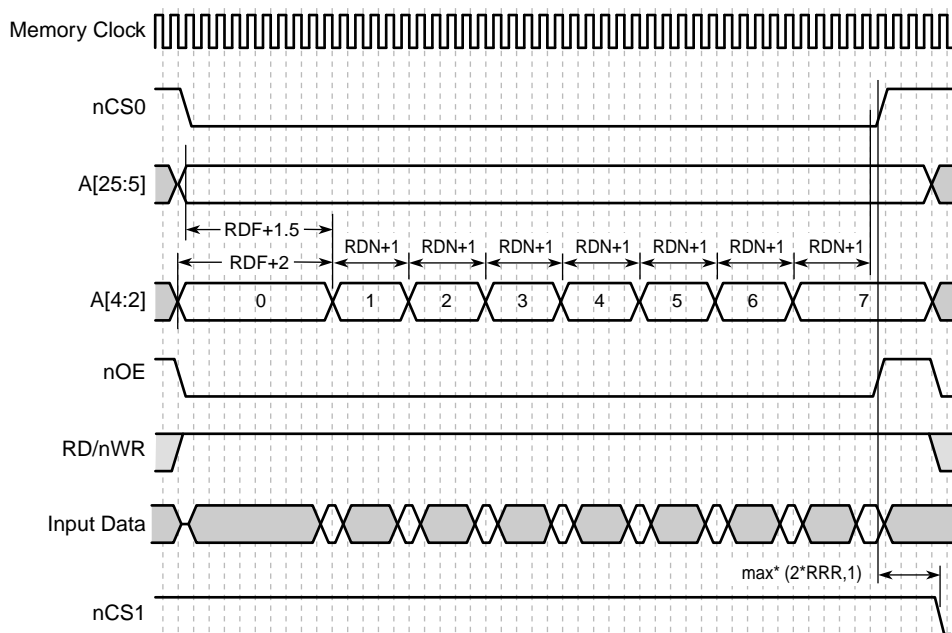 Memory Clock
nCS0
A[25:5]
RDF+1.5
RDN+1 RDN+1 RDN+1 RDN+1 RDN+1 RDN+1 RDN+1
RDF+2
A[4:2] 0 1 2 3 4 5 6 7
nOE
RD/nWR
Input Data
max* (2*RRR,1)
nCS1